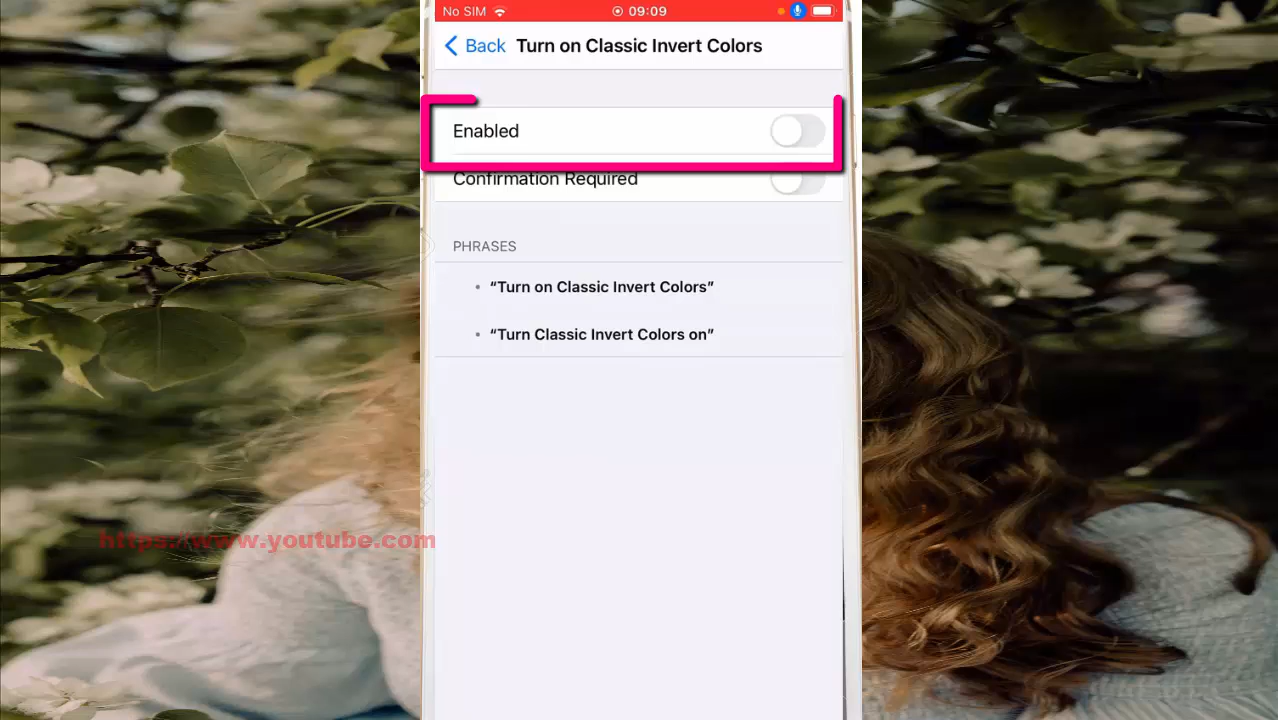 No SIM 09:09
Back Turn on Classic Invert Colors
Enabled
Confirmation Required
PHRASES
• “Turn on Classic Invert Colors”
• “Turn Classic Invert Colors on”
https://www.youtube.com